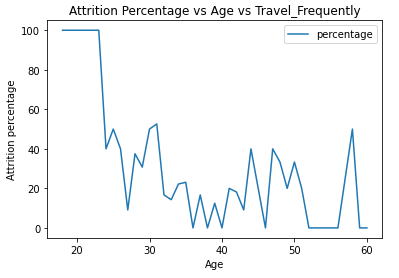 Attrition Percentage vs Age vs Travel_Frequently
percentage
Attrition percentage
100
80
60
40
20
0
20
30
40
50
60
Age